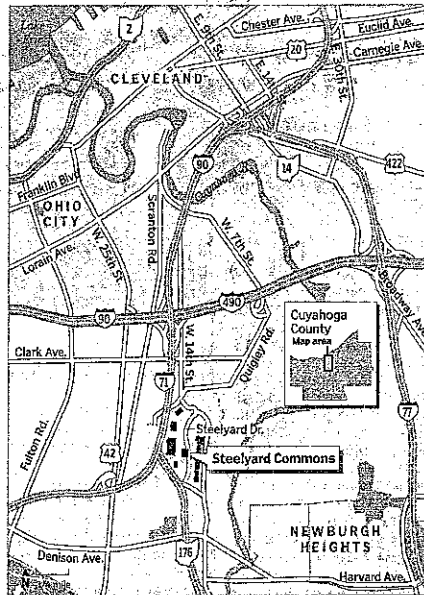 2
E. 9th St.
Chester Ave.
Euclid Ave.
20
Carnegie Ave.
E. 30th St.
CLEVELAND
90
14
422
Franklin Blvd
OHIO
CITY
Scranton Rd.
W. 25th St.
Lorain Ave.
W. 7th St.
490
90
Broadway Ave.
Cuyahoga
County
Map area
W. 14th St.
Quigley Rd.
Clark Ave.
71
77
Fulton Rd.
42
Steelyard Dr.
Steelyard Commons
NEWBURGH
HEIGHTS
Denison Ave.
176
Harvard Ave.
N